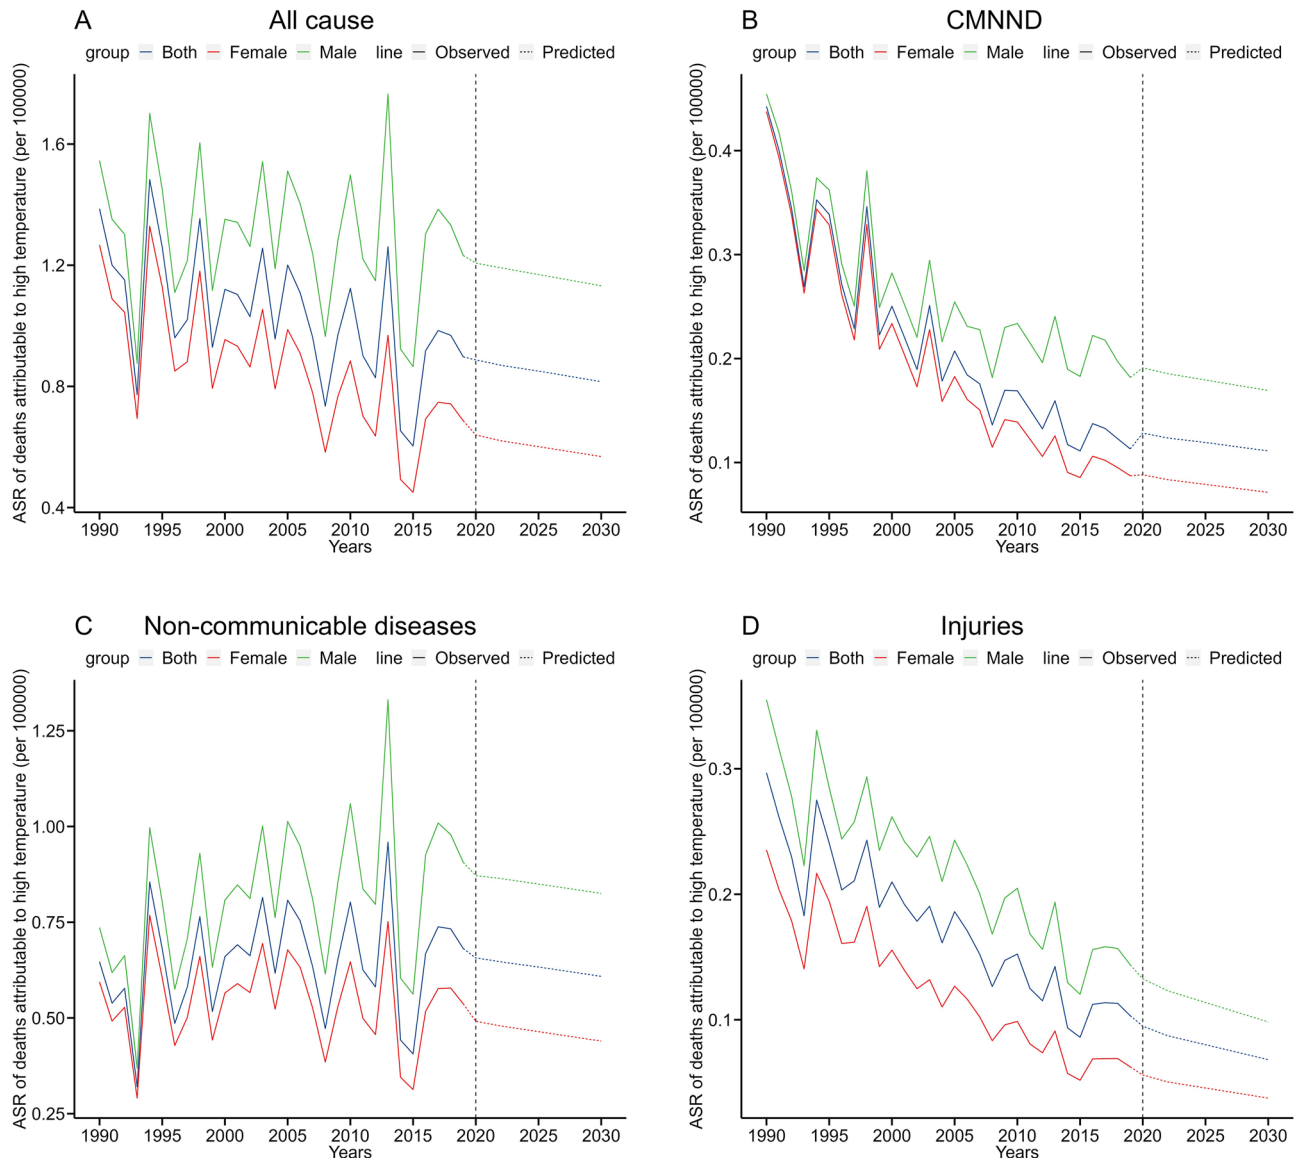 A All cause
group Both Female Male line Observed Predicted
ASR of deaths attributable to high temperature (per 100000)
1.6
1.2
0.8
0.4
1990 1995 2000 2005 2010 2015 2020 2025 2030
Years
B CMNND
group Both Female Male line Observed Predicted
ASR of deaths attributable to high temperature (per 100000)
0.4
0.3
0.2
0.1
1990 1995 2000 2005 2010 2015 2020 2025 2030
Years
C Non-communicable diseases
group Both Female Male line Observed Predicted
ASR of deaths attributable to high temperature (per 100000)
1.25
1.00
0.75
0.50
0.25
1990 1995 2000 2005 2010 2015 2020 2025 2030
Years
D Injuries
group Both Female Male line Observed Predicted
ASR of deaths attributable to high temperature (per 100000)
0.3
0.2
0.1
1990 1995 2000 2005 2010 2015 2020 2025 2030
Years